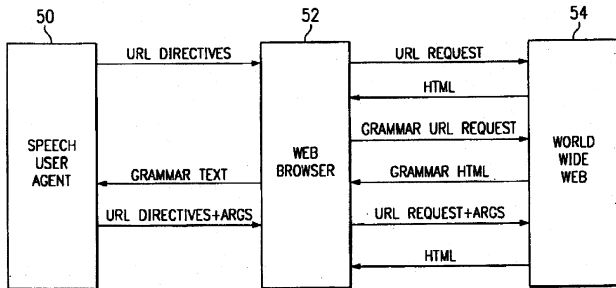 50
52
54
URL DIRECTIVES
URL REQUEST
HTML
GRAMMAR URL REQUEST
SPEECH
USER
AGENT
WEB
BROWSER
WORLD
WIDE
WEB
GRAMMAR TEXT
GRAMMAR HTML
URL DIRECTIVES+ARGS
URL REQUEST+ARGS
HTML